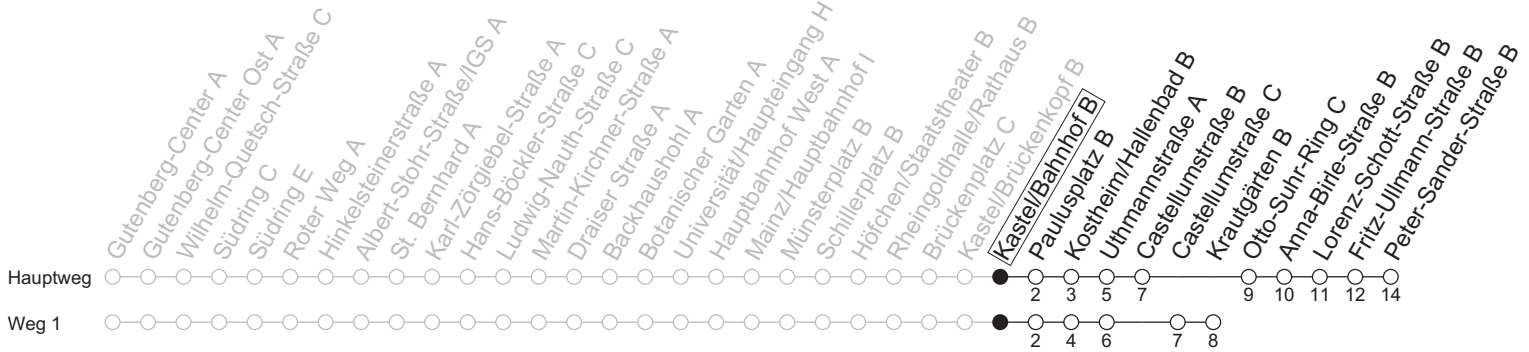 Gutenberg-Center A
Gutenberg-Center Ost A
Wilhelm-Quetsch-Straße C
Südring C
Südring E
Roter Weg A
Hinkelsteinerstraße A
Albert-Stohr-Straße/IGS A
St. Bernhard A
Karl-Zörgiebel-Straße A
Hans-Böckler-Straße C
Ludwig-Nauth-Straße C
Martin-Kirchner-Straße A
Draiser Straße A
Backhaushohl A
Botanischer Garten A
Universität/Haupteingang H
Hauptbahnhof West A
Mainz/Hauptbahnhof I
Münsterplatz B
Schillerplatz B
Höfchen/Staatstheater B
Rheingoldhalle/Rathaus B
Brückenplatz C
Kastel/Brückenkopf B
Kastel/Bahnhof B
Paulusplatz B
Kostheim/Hallenbad B
Uthmannstraße A
Castellumstraße B
Castellumstraße C
Krautgärten B
Otto-Suhr-Ring C
Anna-Birle-Straße B
Lorenz-Schott-Straße B
Fritz-Ullmann-Straße B
Peter-Sander-Straße B
Hauptweg
2 3 5 7 9 10 11 12 14
Weg 1
2 4 6 7 8